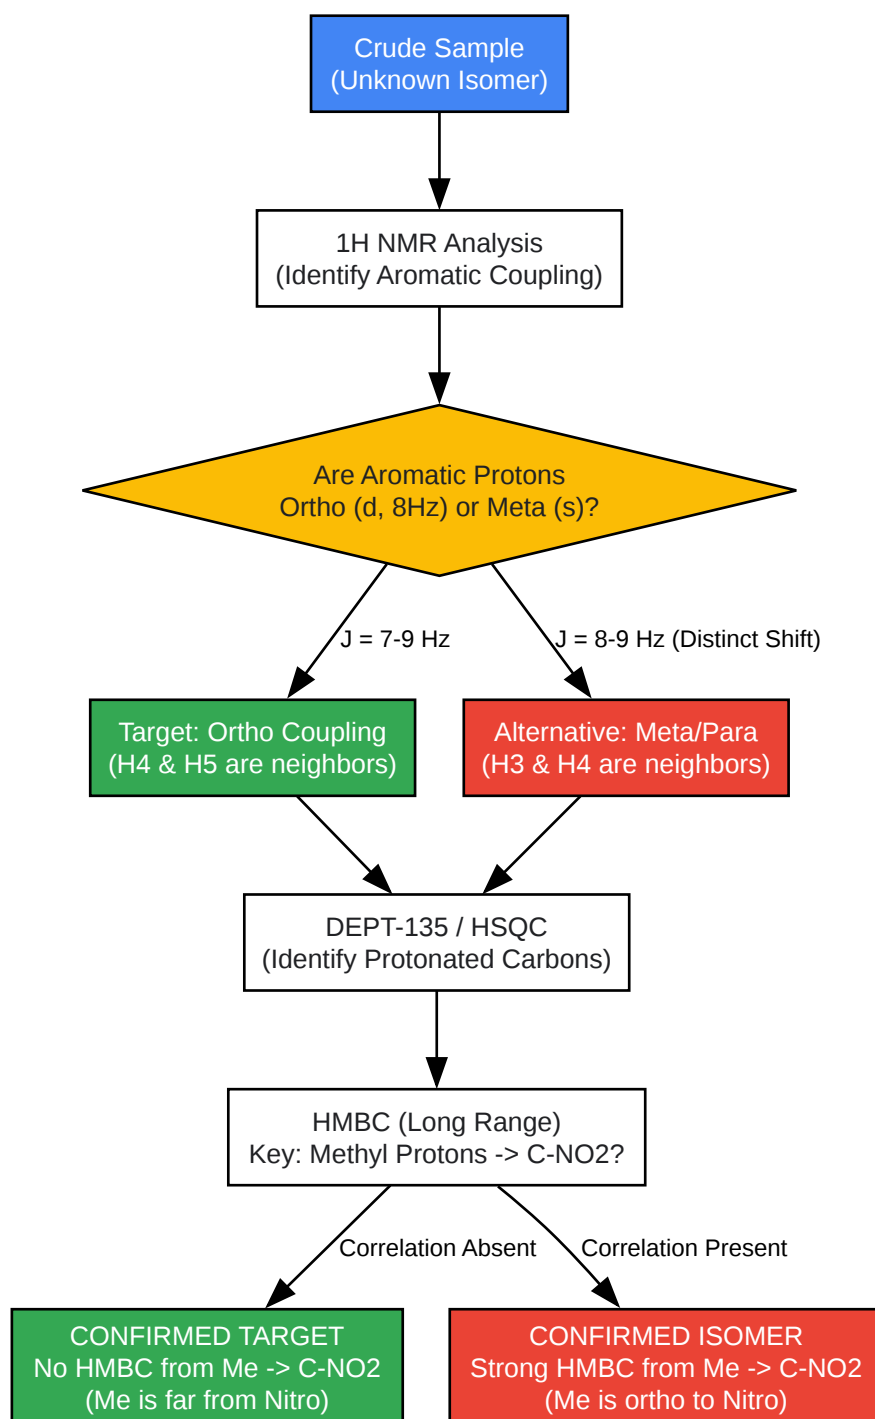 Crude Sample
(Unknown Isomer)
1H NMR Analysis
(Identify Aromatic Coupling)
Are Aromatic Protons
Ortho (d, 8Hz) or Meta (s)?
J = 7-9 Hz
J = 8-9 Hz (Distinct Shift)
Target: Ortho Coupling
(H4 & H5 are neighbors)
Alternative: Meta/Para
(H3 & H4 are neighbors)
DEPT-135 / HSQC
(Identify Protonated Carbons)
HMBC (Long Range)
Key: Methyl Protons -> C-NO2?
Correlation Absent
Correlation Present
CONFIRMED TARGET
No HMBC from Me -> C-NO2
(Me is far from Nitro)
CONFIRMED ISOMER
Strong HMBC from Me -> C-NO2
(Me is ortho to Nitro)